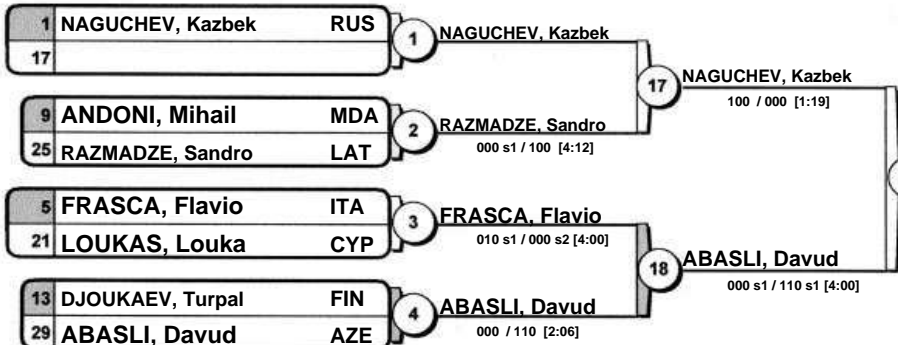 1 NAGUCHEV, Kazbek RUS
17
1 NAGUCHEV, Kazbek
9 ANDONI, Mihail MDA
25 RAZMADZE, Sandro LAT
2 RAZMADZE, Sandro
000 s1 / 100 [4:12]
17 NAGUCHEV, Kazbek
100 / 000 [1:19]
5 FRASCA, Flavio ITA
21 LOUKAS, Louka CYP
3 FRASCA, Flavio
010 s1 / 000 s2 [4:00]
13 DJOUKAEV, Turpal FIN
29 ABASLI, Davud AZE
4 ABASLI, Davud
000 / 110 [2:06]
18 ABASLI, Davud
000 s1 / 110 s1 [4:00]